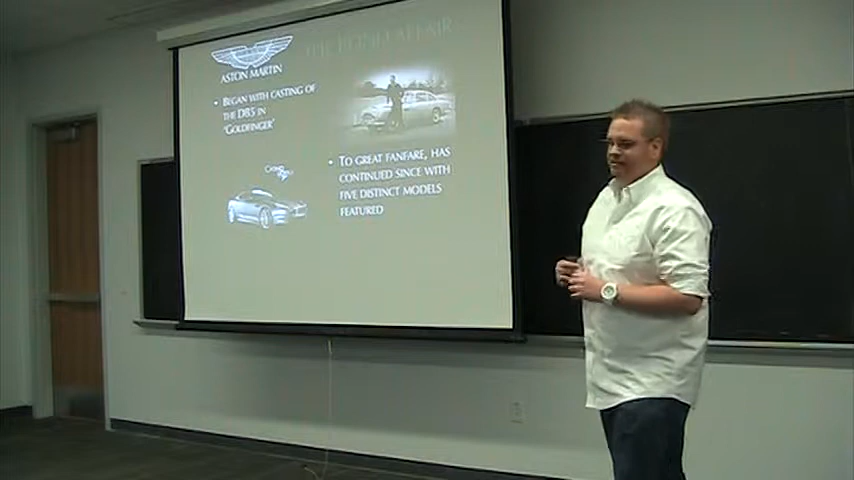 THE BOND AFFAIR
ASTON MARTIN
• BEGAN WITH CASTING OF
THE DB5 IN
'GOLDFINGER'
• TO GREAT FANFARE, HAS
CONTINUED SINCE WITH
FIVE DISTINCT MODELS
FEATURED